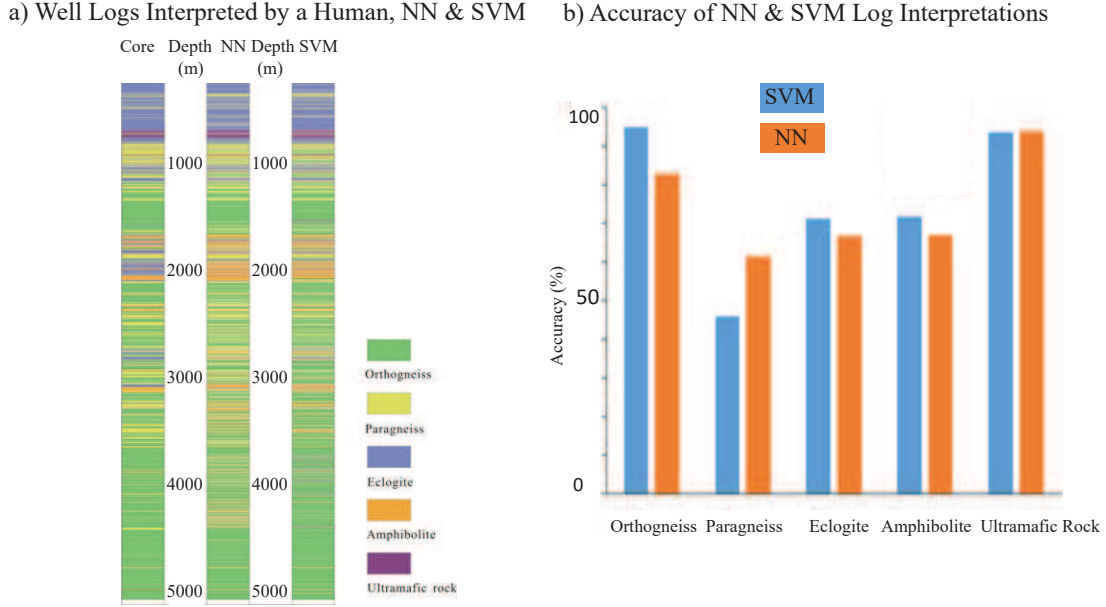 a) Well Logs Interpreted by a Human, NN & SVM
Core Depth NN Depth SVM
(m) (m)
1000 1000
2000 2000
3000 3000
4000 4000
5000 5000
Orthogneiss
Paragneiss
Eclogite
Amphibolite
Ultramafic rock
b) Accuracy of NN & SVM Log Interpretations
SVM
NN
100
50
0
Accuracy (%)
Orthogneiss Paragneiss Eclogite Amphibolite Ultramafic Rock